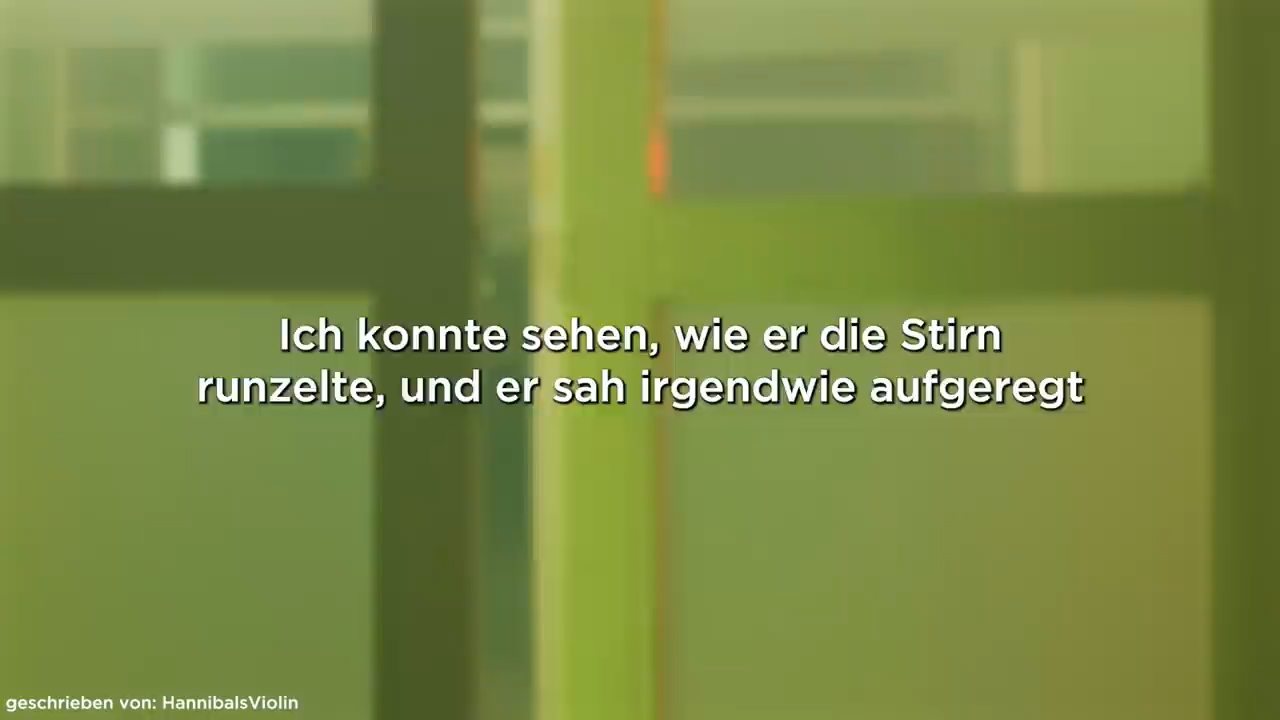 Ich konnte sehen, wie er die Stirn
runzelte, und er sah irgendwie aufgeregt
geschrieben von: HannibalsViolin